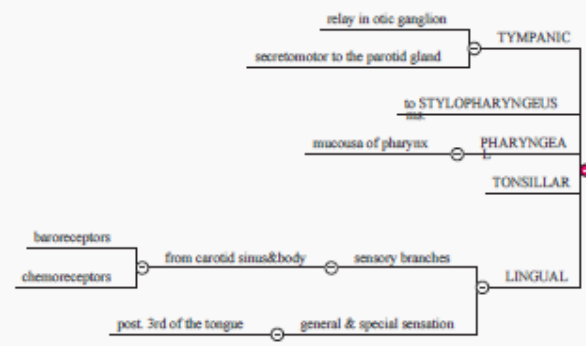 relay in otic ganglion
TYMPANIC
secretomotor to the parotid gland
to STYLOPHARYNGEUS
ms.
mucousa of pharynx
PHARYNGEA
L
TONSILLAR
baroreceptors
from carotid sinus&body
sensory branches
chemoreceptors
LINGUAL
post. 3rd of the tongue
general & special sensation